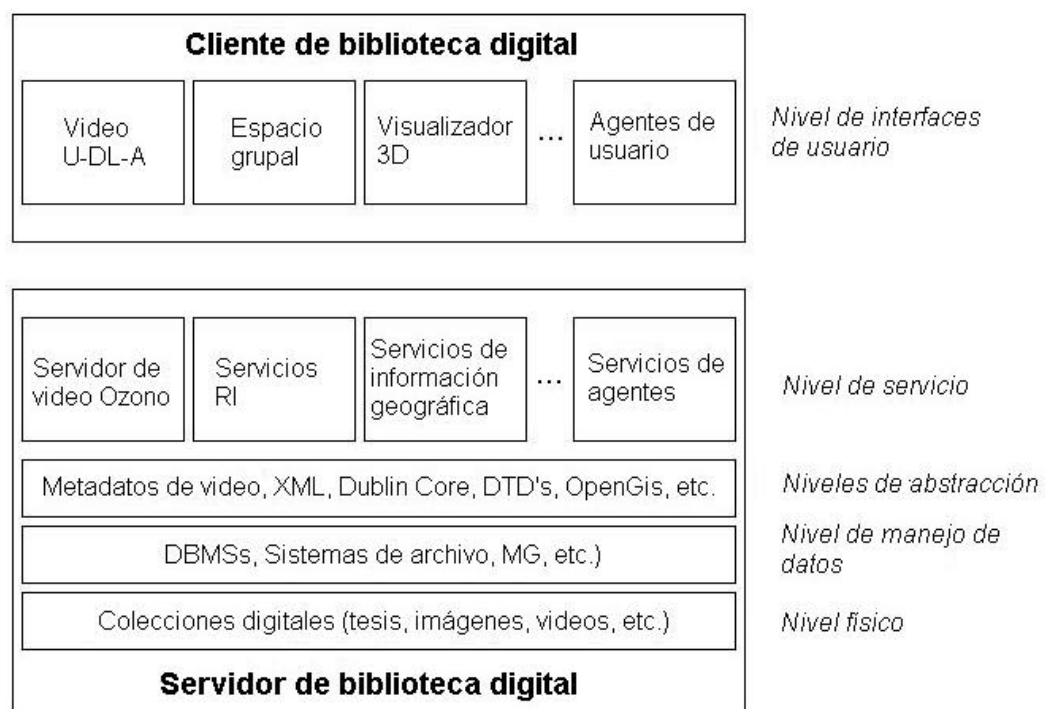 Cliente de biblioteca digital
Video
U-DL-A
Espacio
grupal
Visualizador
3D
...
Agentes de
usuario
Nivel de interfaces
de usuario
Servidor de
video Ozono
Servicios
RI
Servicios de
información
geográfica
...
Servicios de
agentes
Nivel de servicio
Metadatos de video, XML, Dublin Core, DTD's, OpenGis, etc.
Niveles de abstracción
DBMSs, Sistemas de archivo, MG, etc.)
Nivel de manejo de
datos
Colecciones digitales (tesis, imágenes, videos, etc.)
Nivel físico
Servidor de biblioteca digital